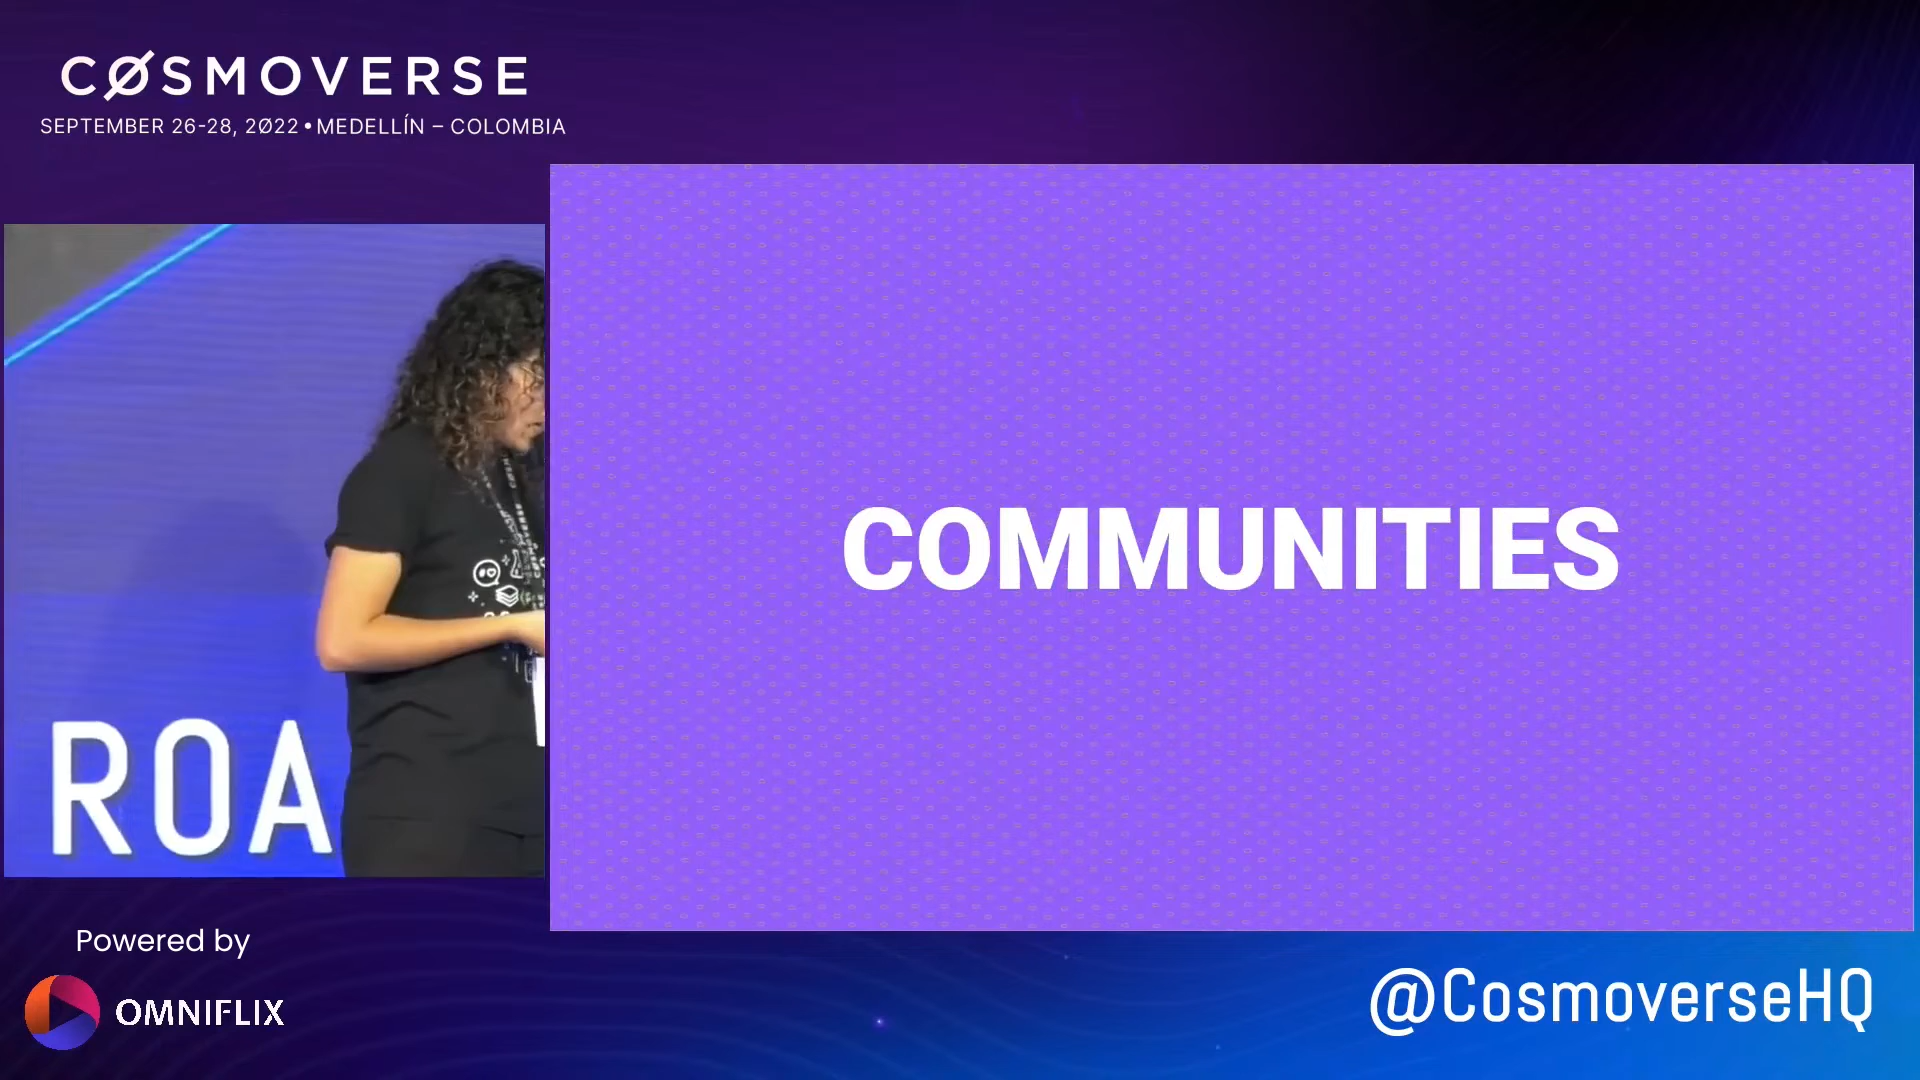 CØSMOVERSE
SEPTEMBER 26-28, 2Ø22 • MEDELLÍN – COLOMBIA
COMMUNITIES
ROA
Powered by
OMNIFLIX
@CosmoverseHQ